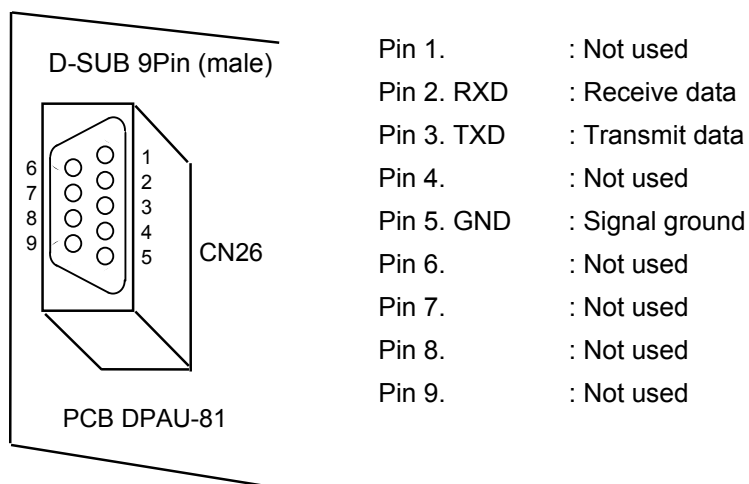 D-SUB 9Pin (male)
6
7
8
9
1
2
3
4
5
CN26
PCB DPAU-81
Pin 1. : Not used
Pin 2. RXD : Receive data
Pin 3. TXD : Transmit data
Pin 4. : Not used
Pin 5. GND : Signal ground
Pin 6. : Not used
Pin 7. : Not used
Pin 8. : Not used
Pin 9. : Not used